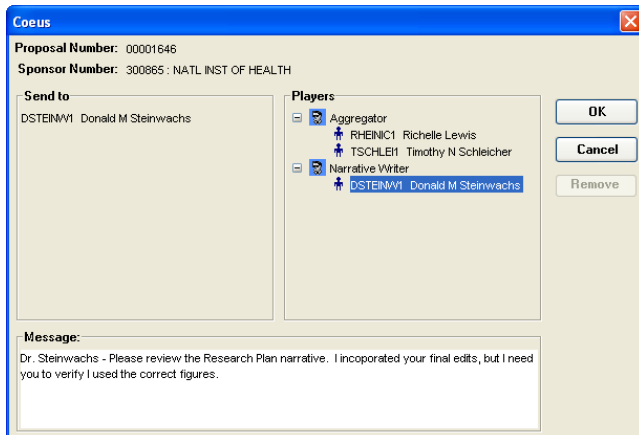 Coeus
Proposal Number: 00001646
Sponsor Number: 300865 : NATL INST OF HEALTH
Send to
DSTEINW1 Donald M Steinwachs
Players
Aggregator
RHEINIC1 Richelle Lewis
TSCHLEI1 Timothy N Schleicher
Narrative Writer
DSTEINW1 Donald M Steinwachs
OK
Cancel
Remove
Message:
Dr. Steinwachs - Please review the Research Plan narrative. I incoporated your final edits, but I need
you to verify I used the correct figures.